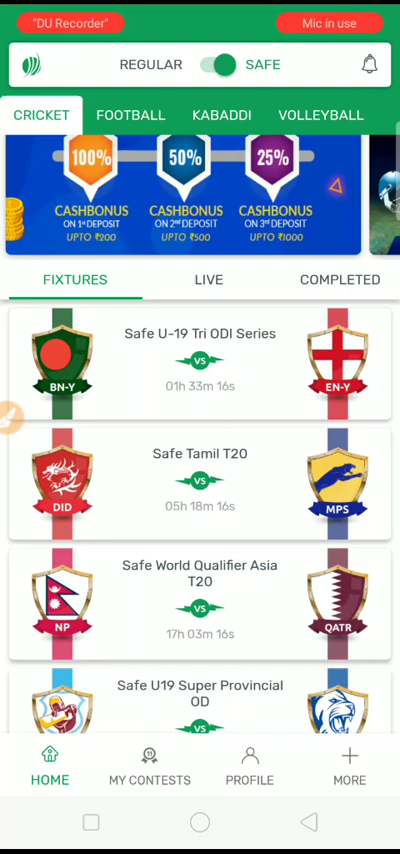 "DU Recorder"
Mic in use
REGULAR
SAFE
CRICKET
FOOTBALL
KABADDI
VOLLEYBALL
100%
50%
25%
CASHBONUS
ON 1ST DEPOSIT
UPTO ₹200
CASHBONUS
ON 2nd DEPOSIT
UPTO ₹500
CASHBONUS
ON 3rd DEPOSIT
UPTO ₹1000
FIXTURES
LIVE
COMPLETED
Safe U-19 Tri ODI Series
BN-Y
VS
EN-Y
01h 33m 16s
Safe Tamil T20
DID
VS
MPS
05h 18m 16s
Safe World Qualifier Asia
T20
NP
VS
QATR
17h 03m 16s
Safe U19 Super Provincial
OD
VS
HOME
11
MY CONTESTS
PROFILE
MORE